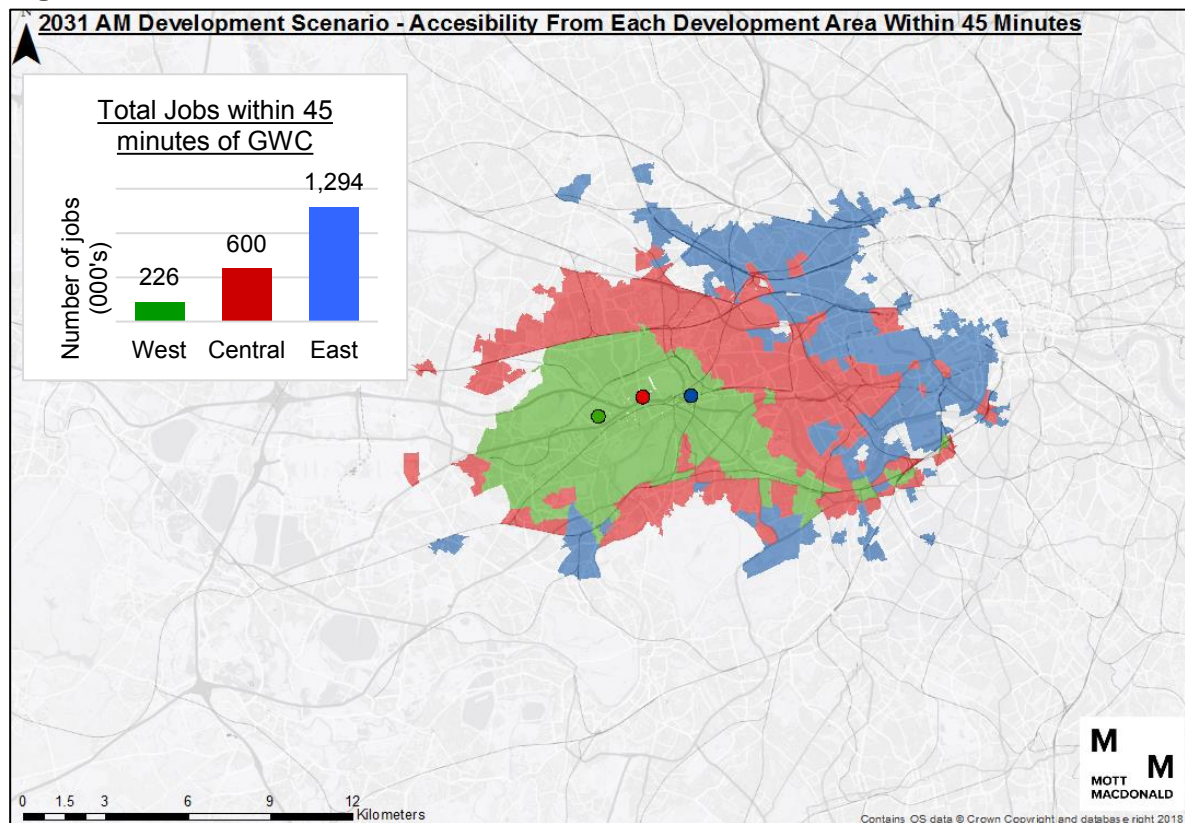 N
2031 AM Development Scenario - Accesibility From Each Development Area Within 45 Minutes
Total Jobs within 45
minutes of GWC
Number of jobs
(000's)
226
600
1,294
West
Central
East
0 1.5 3 6 9 12
Kilometers
M
M
MOTT
MACDONALD
Contains OS data © Crown Copyright and database right 2018